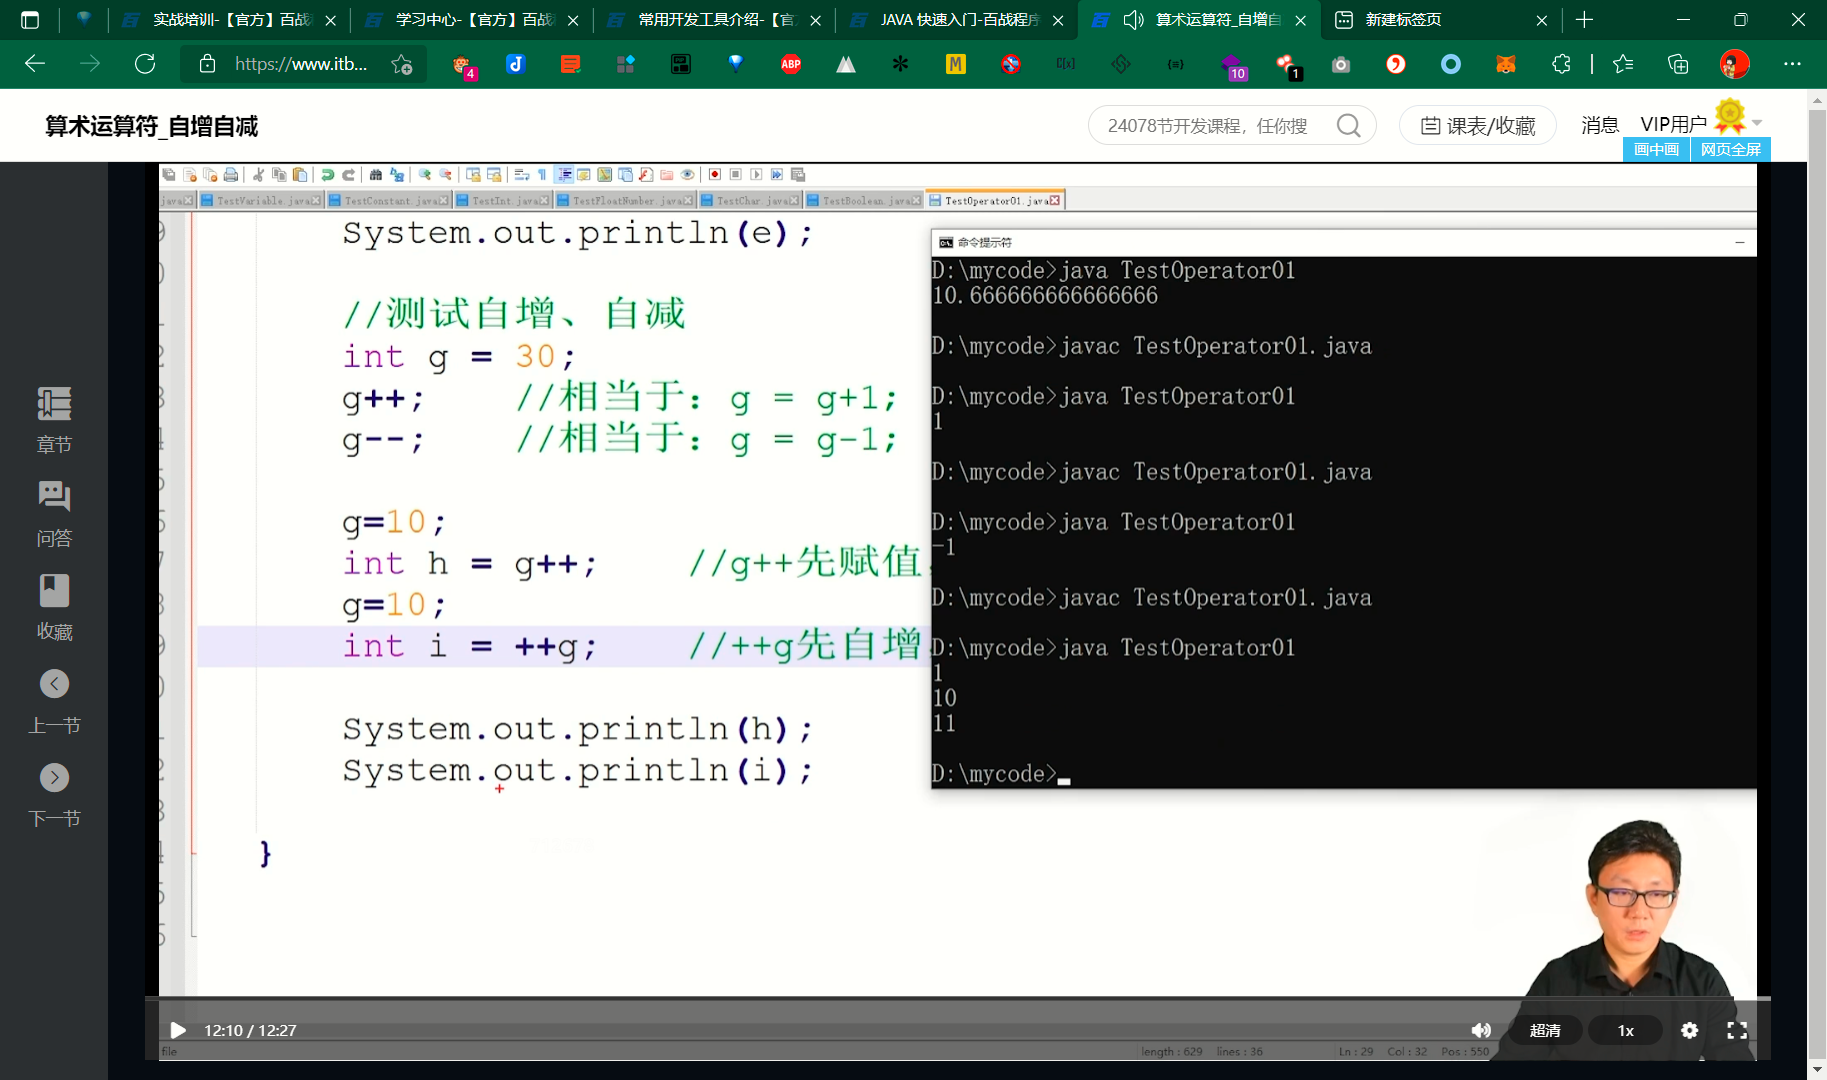 实战培训-【官方】百战
学习中心-【官方】百战
常用开发工具介绍-【官
JAVA 快速入门-百战程序
算术运算符_自增自
新建标签页
https://www.itb...
4
ABP
M
10
1
算术运算符_自增自减
24078节开发课程，任你搜
课表/收藏
消息
VIP用户
画中画
网页全屏
章节
问答
收藏
上一节
下一节
java
TestVariable.java
TestConstant.java
TestInt.java
TestFloatNumber.java
TestChar.java
TestBoolean.java
TestOperator01.java
System.out.println(e);
//测试自增、自减
int g = 30;
g++; //相当于: g = g+1;
g--; //相当于: g = g-1;
g=10;
int h = g++; //g++先赋值
g=10;
int i = ++g; //++g先自增
System.out.println(h);
System.out.println(i);
}
命令提示符
D:\mycode>java TestOperator01
10.666666666666666
D:\mycode>javac TestOperator01.java
D:\mycode>java TestOperator01
1
D:\mycode>javac TestOperator01.java
D:\mycode>java TestOperator01
-1
D:\mycode>javac TestOperator01.java
D:\mycode>java TestOperator01
1
10
11
D:\mycode>
12:10 / 12:27
超清
1x
file
length : 629 lines : 36
Ln : 29 Col : 32 Pos : 550